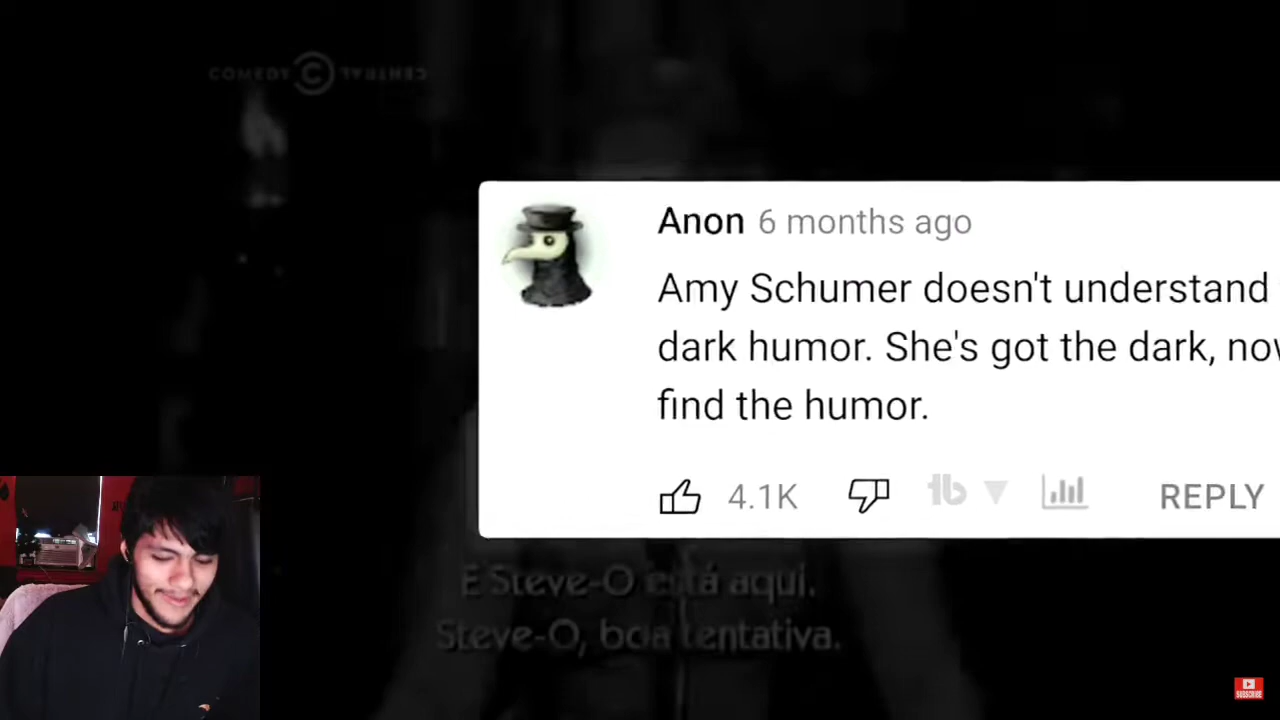 COMEDY CENTRAL
Anon 6 months ago
Amy Schumer doesn't understand
dark humor. She's got the dark,
find the humor.
4.1K
REPLY
E Steve-O está aqui.
Steve-O, boa tentativa.
SUBSCRIBE